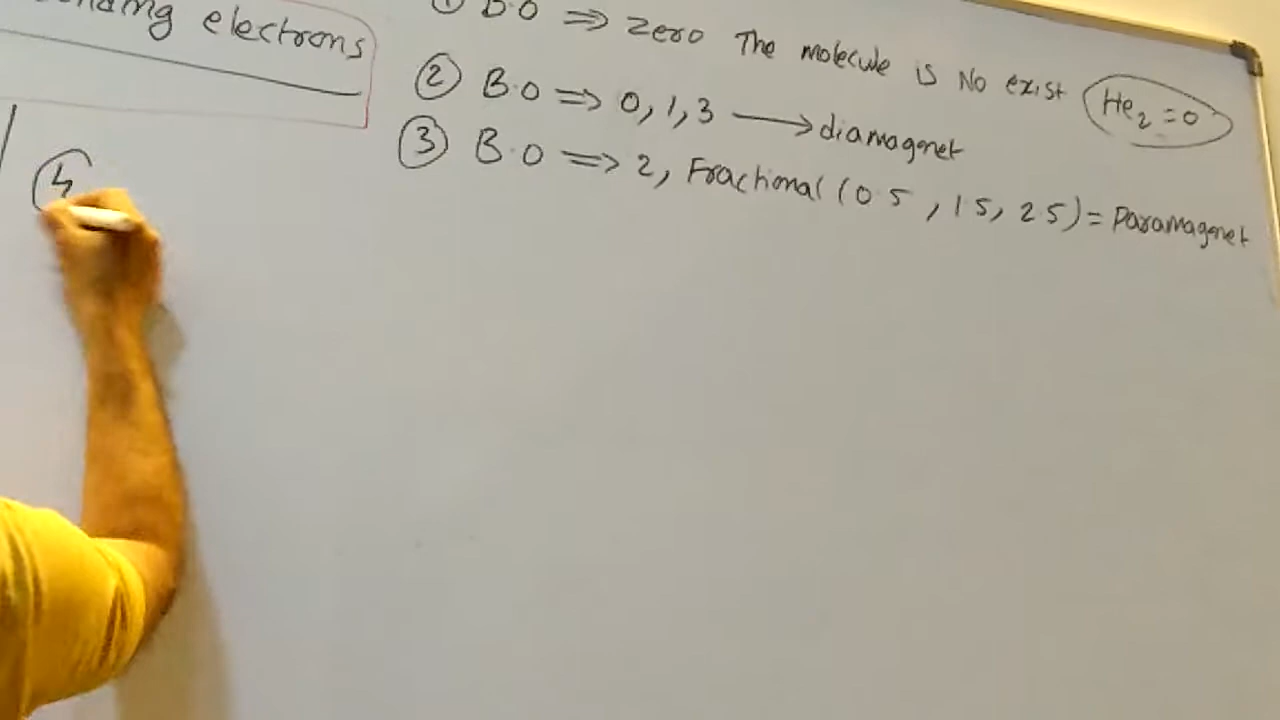 electrons
① B.O => Zero The molecule is No exist He₂ = 0
② B.O => 0, 1, 3 → diamagnet
③ B.O => 2, Fractional (0.5, 1.5, 2.5) = Paramagnet